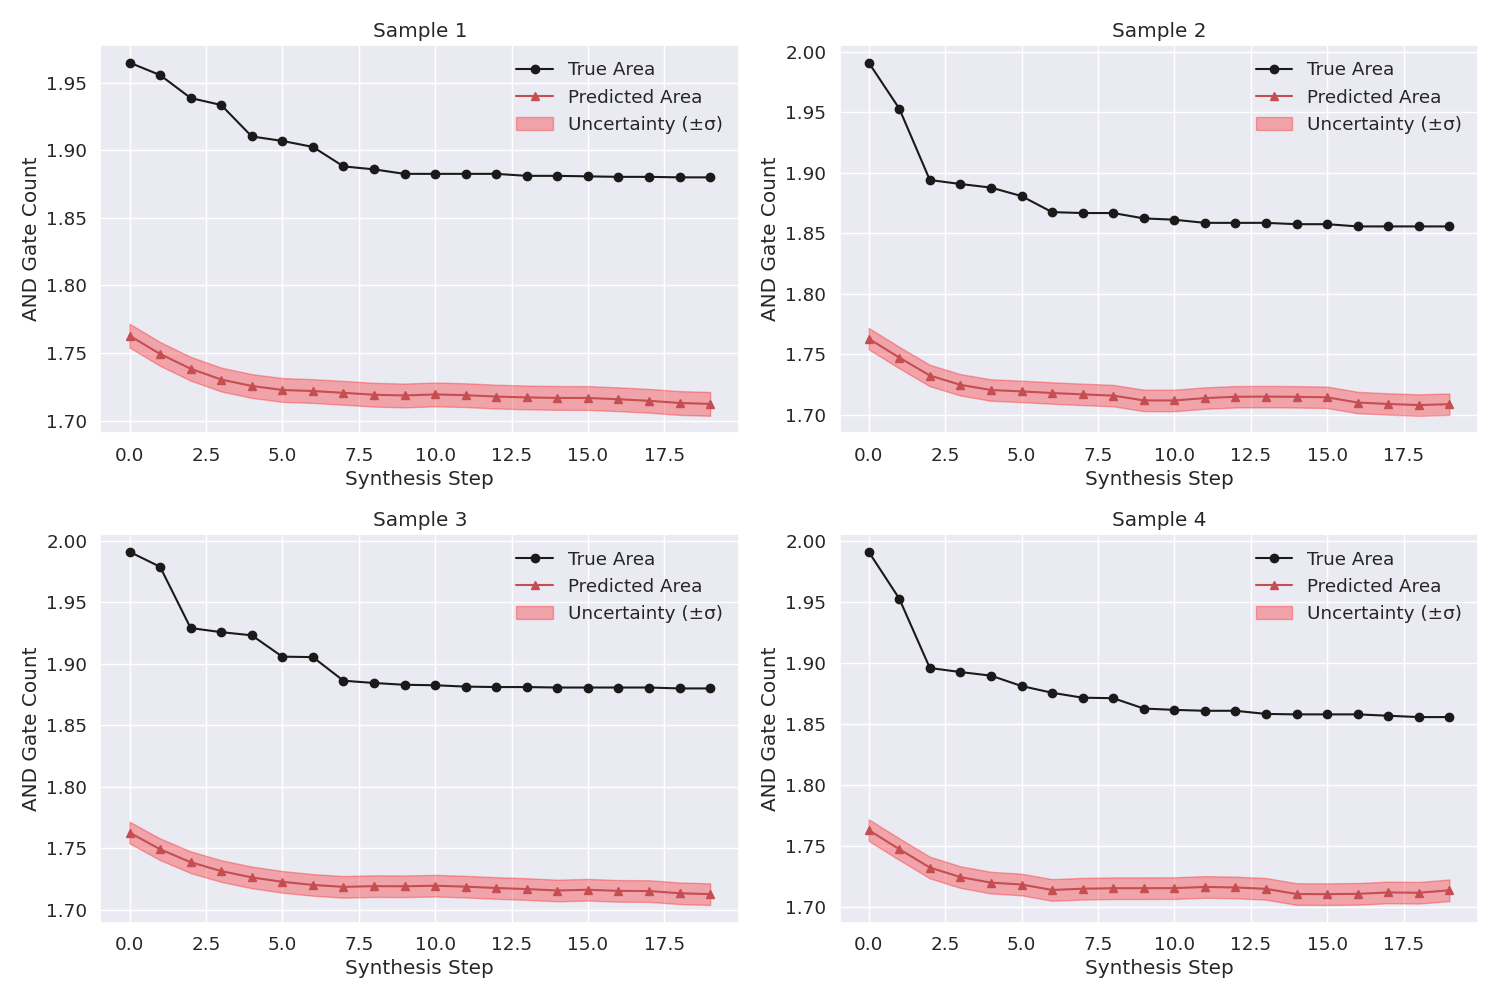 Sample 1
True Area
Predicted Area
Uncertainty (±σ)
AND Gate Count
1.95
1.90
1.85
1.80
1.75
1.70
0.0 2.5 5.0 7.5 10.0 12.5 15.0 17.5
Synthesis Step
Sample 2
True Area
Predicted Area
Uncertainty (±σ)
AND Gate Count
2.00
1.95
1.90
1.85
1.80
1.75
1.70
0.0 2.5 5.0 7.5 10.0 12.5 15.0 17.5
Synthesis Step
Sample 3
True Area
Predicted Area
Uncertainty (±σ)
AND Gate Count
2.00
1.95
1.90
1.85
1.80
1.75
1.70
0.0 2.5 5.0 7.5 10.0 12.5 15.0 17.5
Synthesis Step
Sample 4
True Area
Predicted Area
Uncertainty (±σ)
AND Gate Count
2.00
1.95
1.90
1.85
1.80
1.75
1.70
0.0 2.5 5.0 7.5 10.0 12.5 15.0 17.5
Synthesis Step